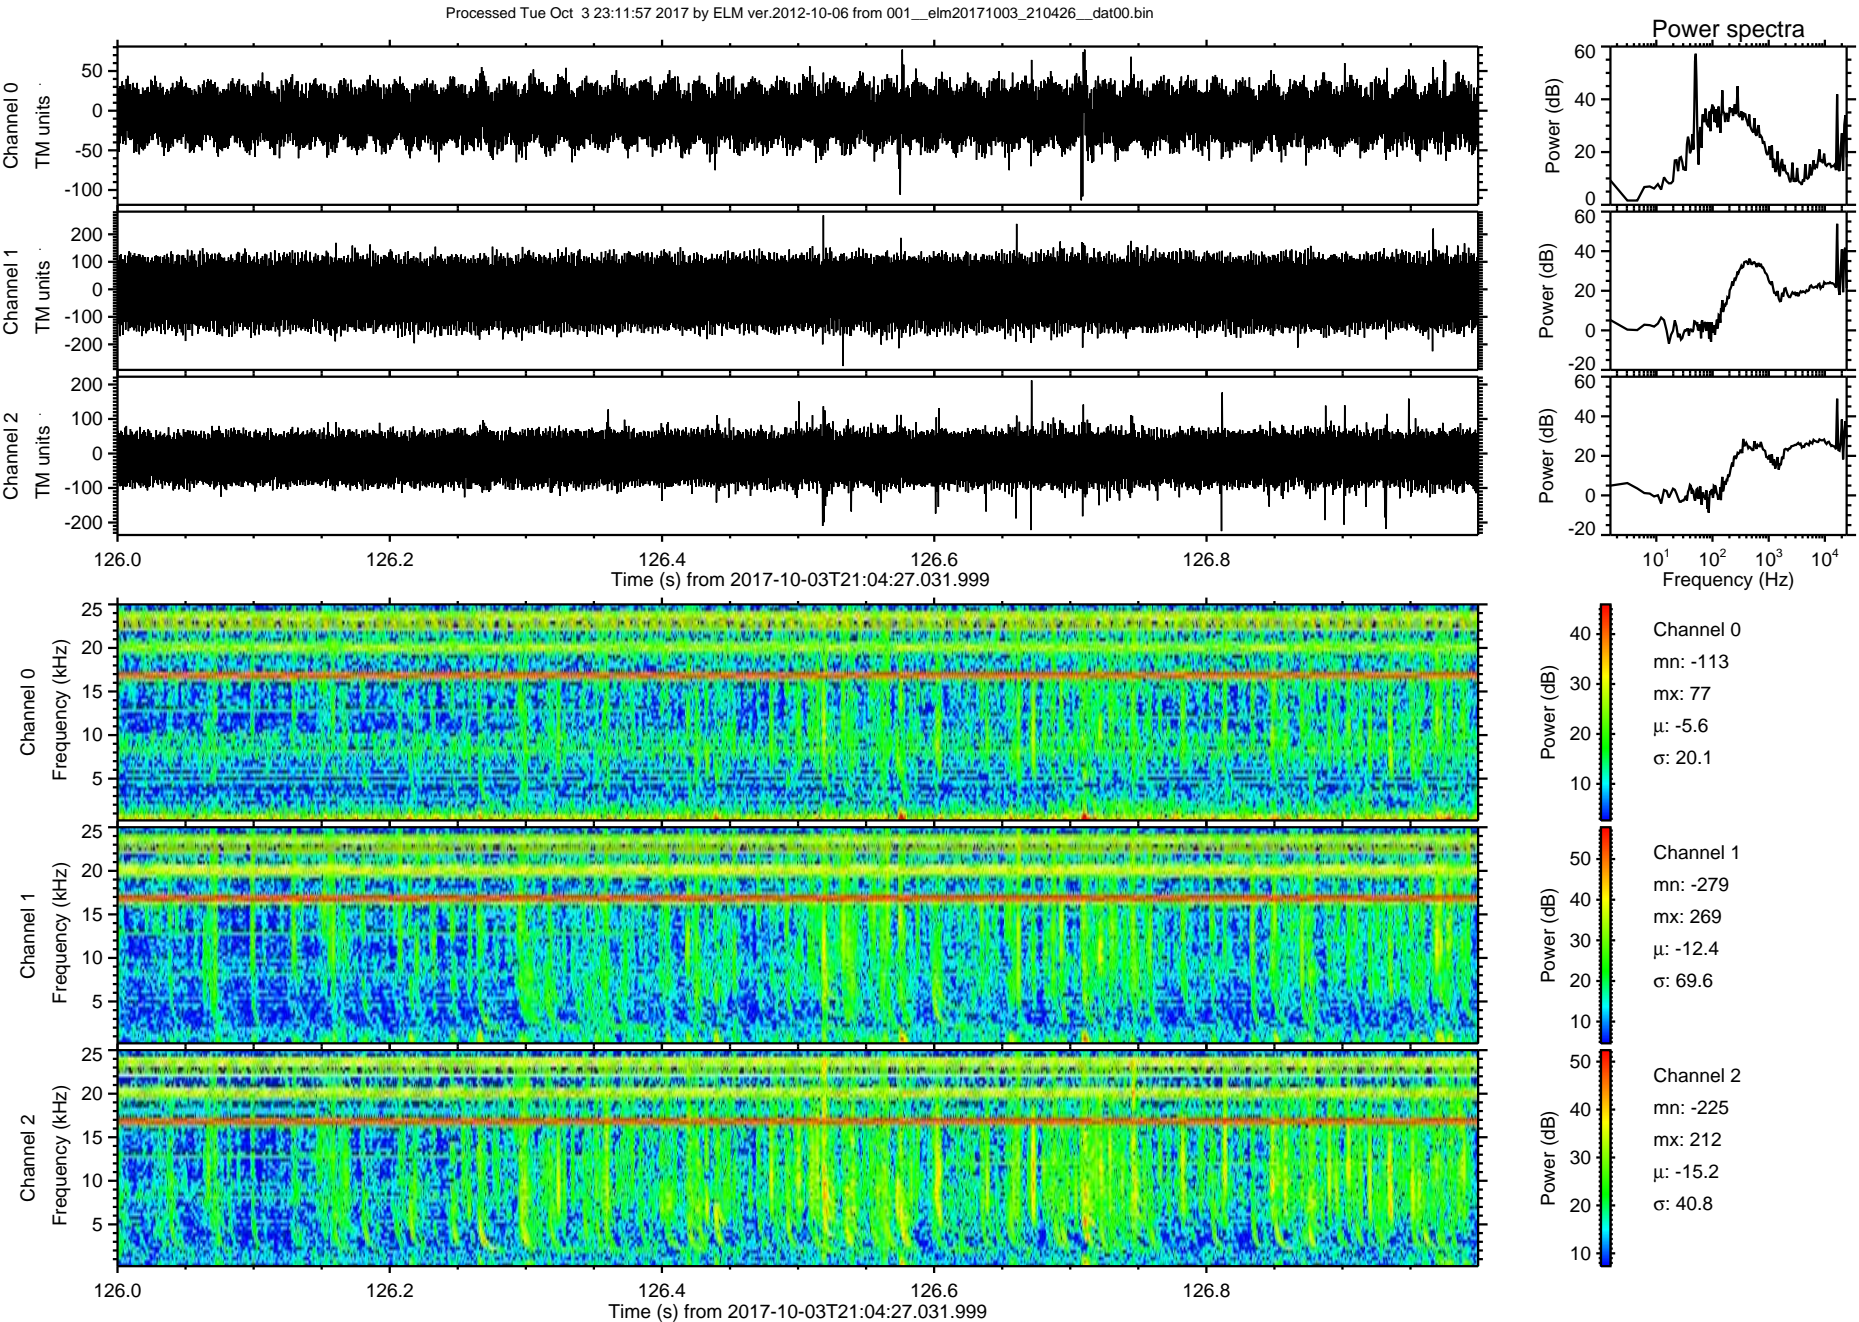 Processed Tue Oct  3 23:11:57 2017 by ELM ver.2012-10-06 from 001__elm20171003_210426__dat00.bin
Power spectra
Channel 0
TM units
50
0
-50
-100
Power (dB)
60
40
20
0
Channel 1
TM units
200
100
0
-100
-200
Power (dB)
60
40
20
0
-20
Channel 2
TM units
200
100
0
-100
-200
Power (dB)
60
40
20
0
-20
126.0 126.2 126.4 126.6 126.8
Time (s) from 2017-10-03T21:04:27.031.999
10¹ 10² 10³ 10⁴
Frequency (Hz)
Channel 0
Frequency (kHz)
25
20
15
10
5
Power (dB)
40
30
20
10
Channel 0
mn: -113
mx: 77
μ: -5.6
σ: 20.1
Channel 1
Frequency (kHz)
25
20
15
10
5
Power (dB)
50
40
30
20
10
Channel 1
mn: -279
mx: 269
μ: -12.4
σ: 69.6
Channel 2
Frequency (kHz)
25
20
15
10
5
Power (dB)
50
40
30
20
10
Channel 2
mn: -225
mx: 212
μ: -15.2
σ: 40.8
126.0 126.2 126.4 126.6 126.8
Time (s) from 2017-10-03T21:04:27.031.999